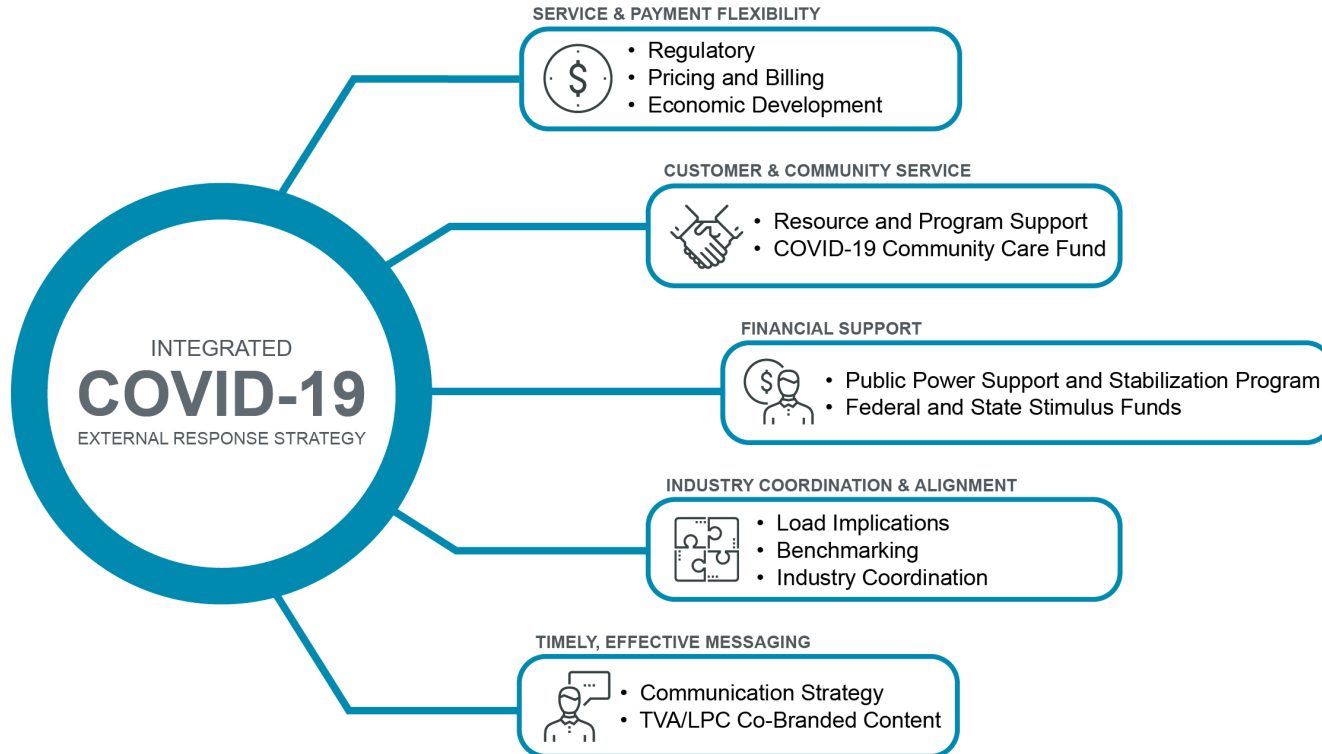 SERVICE & PAYMENT FLEXIBILITY
• Regulatory
• Pricing and Billing
• Economic Development
CUSTOMER & COMMUNITY SERVICE
• Resource and Program Support
• COVID-19 Community Care Fund
INTEGRATED
COVID-19
EXTERNAL RESPONSE STRATEGY
FINANCIAL SUPPORT
• Public Power Support and Stabilization Program
• Federal and State Stimulus Funds
INDUSTRY COORDINATION & ALIGNMENT
• Load Implications
• Benchmarking
• Industry Coordination
TIMELY, EFFECTIVE MESSAGING
• Communication Strategy
• TVA/LPC Co-Branded Content